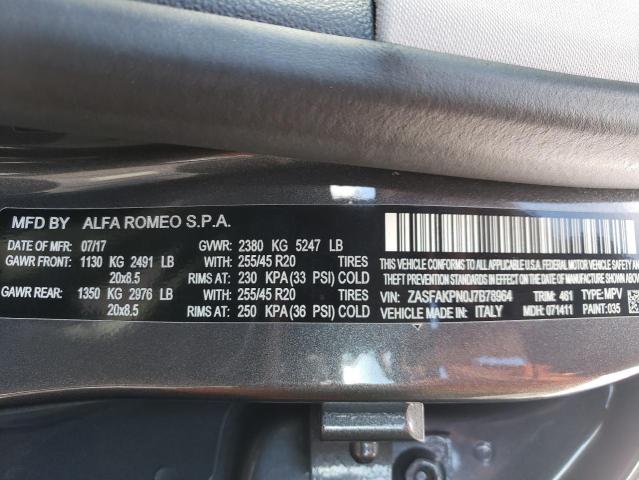 MFD BY ALFA ROMEO S.P.A.
DATE OF MFR: 07/17 GVWR: 2380 KG 5247 LB
GAWR FRONT: 1130 KG 2491 LB WITH: 255/45 R20 TIRES
20x8.5 RIMS AT: 230 KPA (33 PSI) COLD
GAWR REAR: 1350 KG 2976 LB WITH: 255/45 R20 TIRES
20x8.5 RIMS AT: 250 KPA (36 PSI) COLD
THIS VEHICLE CONFORMS TO ALL APPLICABLE U.S.A. FEDERAL MOTOR VEHICLE
THEFT PREVENTION STANDARDS IN EFFECT ON THE DATE OF MANUFACTURE
VIN: ZASFAKPN0J7B78964 TRIM: 461 TYPE: MPV
VEHICLE MADE IN: ITALY MDH: 071411 PAINT: 035